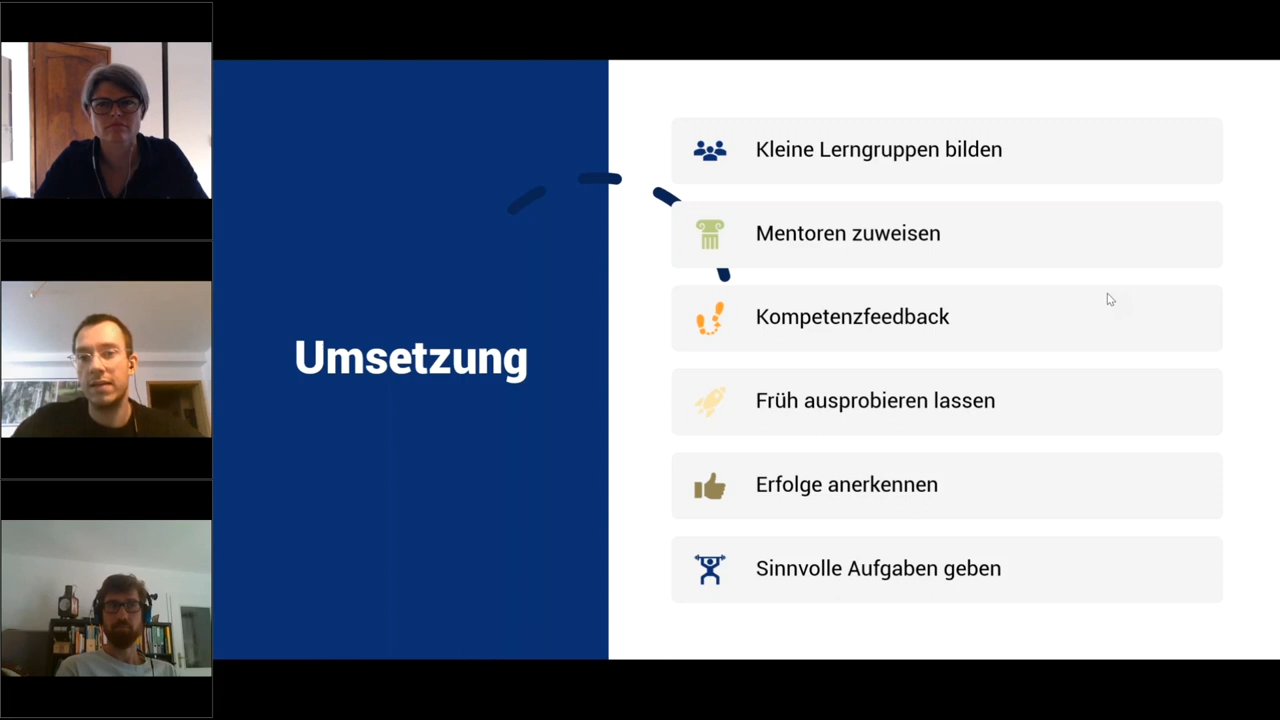 Umsetzung
Kleine Lerngruppen bilden
Mentoren zuweisen
Kompetenzfeedback
Früh ausprobieren lassen
Erfolge anerkennen
Sinnvolle Aufgaben geben